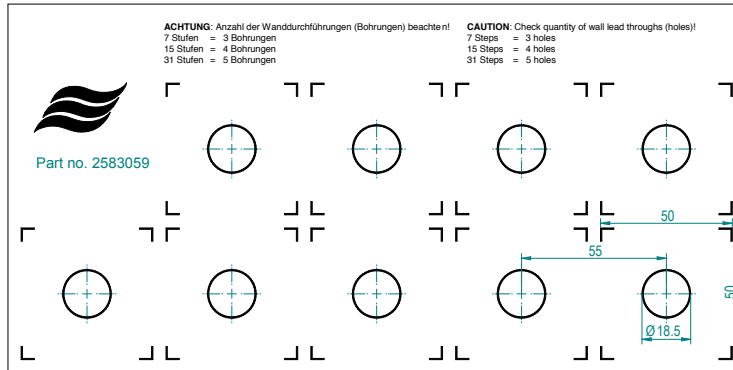 ACHTUNG: Anzahl der Wanddurchführungen (Bohrungen) beachten!
7 Stufen = 3 Bohrungen
15 Stufen = 4 Bohrungen
31 Stufen = 5 Bohrungen
CAUTION: Check quantity of wall lead throughs (holes)!
7 Steps = 3 holes
15 Steps = 4 holes
31 Steps = 5 holes
Part no. 2583059
50
55
50
Ø 18.5